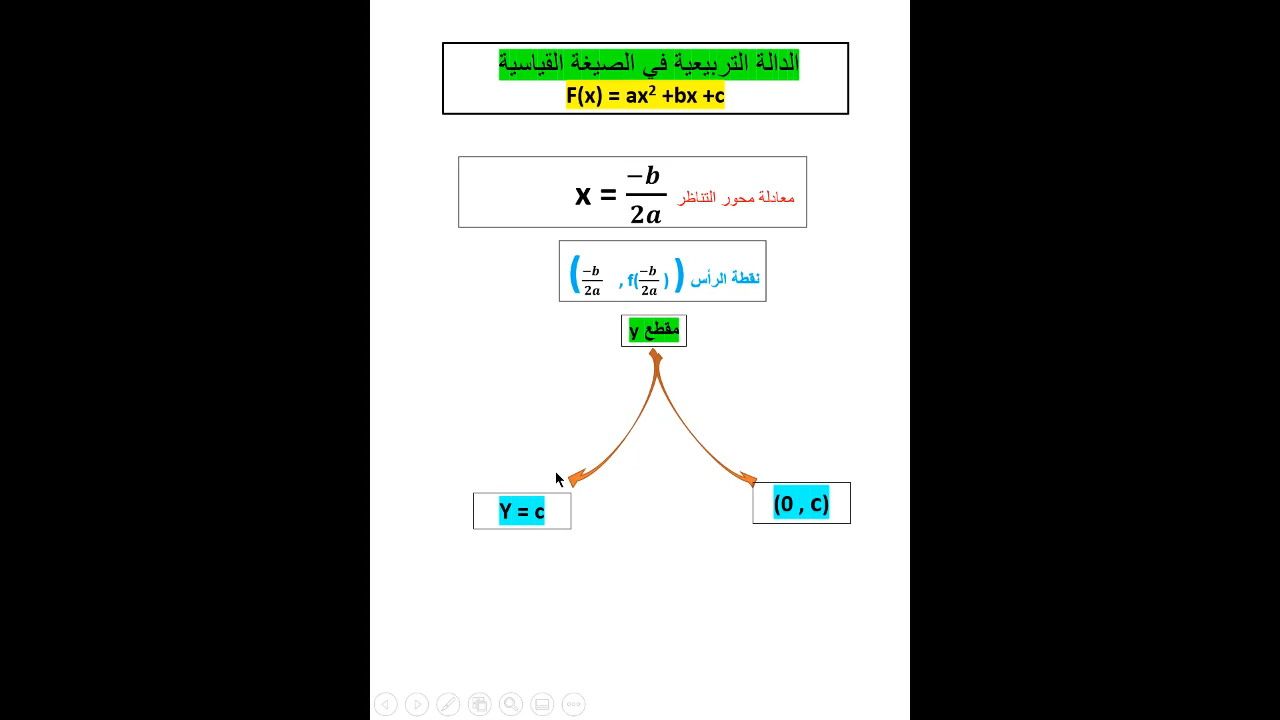 الدالة التربيعية في الصيغة القياسية
F(x) = ax² +bx +c
معادلة محور التناظر x = −b/2a
نقطة الرأس (−b/2a , f(−b/2a))
مقطع y
Y = c
(0 , c)